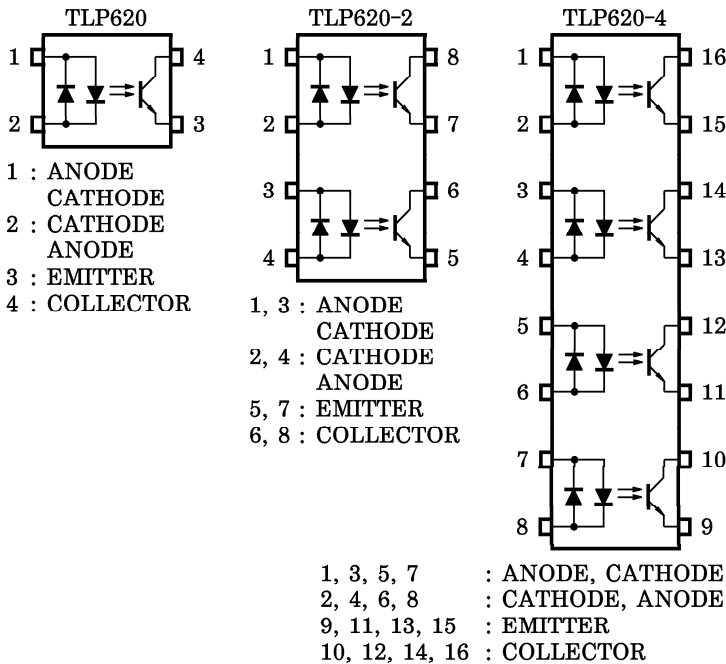 TLP620
1
4
2
3
1 : ANODE
CATHODE
2 : CATHODE
ANODE
3 : EMITTER
4 : COLLECTOR
TLP620-2
1
8
2
7
3
6
4
5
1, 3 : ANODE
CATHODE
2, 4 : CATHODE
ANODE
5, 7 : EMITTER
6, 8 : COLLECTOR
TLP620-4
1
16
2
15
3
14
4
13
5
12
6
11
7
10
8
9
1, 3, 5, 7 : ANODE, CATHODE
2, 4, 6, 8 : CATHODE, ANODE
9, 11, 13, 15 : EMITTER
10, 12, 14, 16 : COLLECTOR